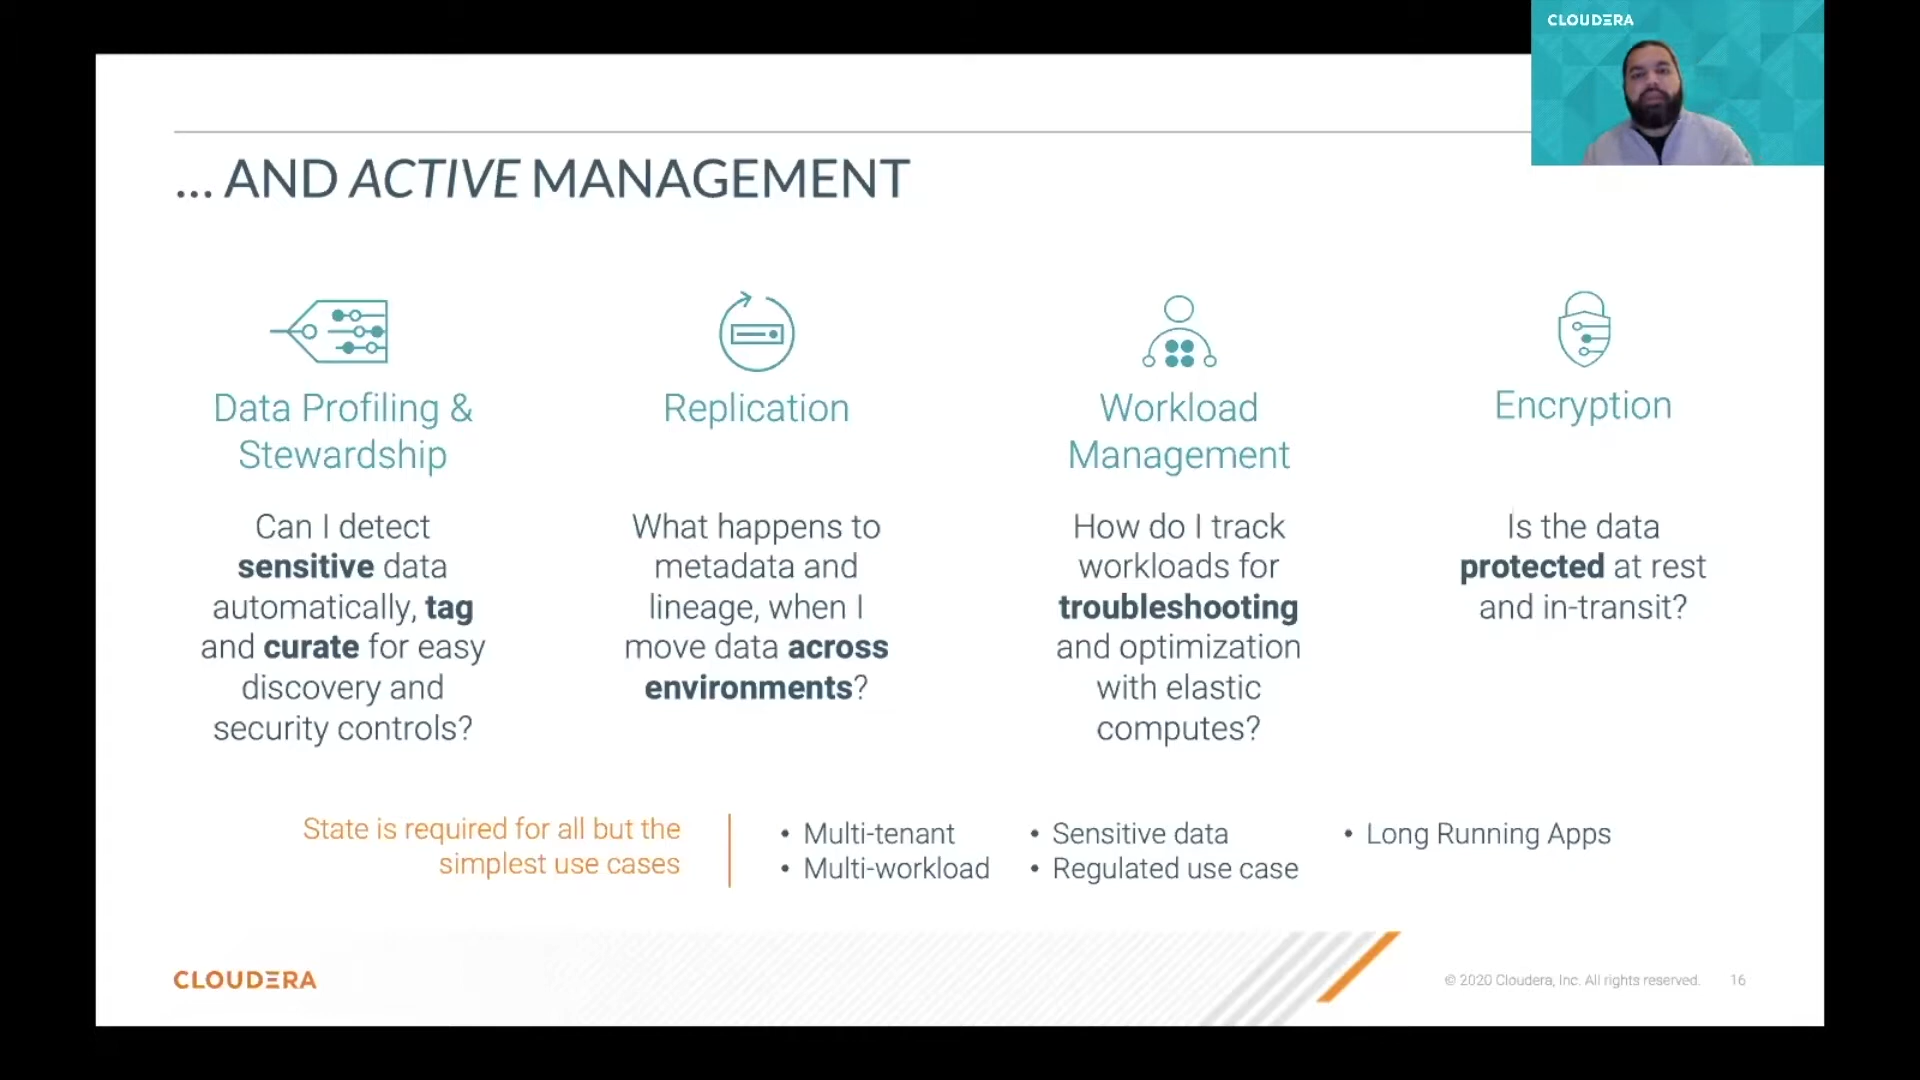 CLOUDERA
... AND ACTIVE MANAGEMENT
Data Profiling &
Stewardship
Can I detect
sensitive data
automatically, tag
and curate for easy
discovery and
security controls?
Replication
What happens to
metadata and
lineage, when I
move data across
environments?
Workload
Management
How do I track
workloads for
troubleshooting
and optimization
with elastic
computes?
Encryption
Is the data
protected at rest
and in-transit?
State is required for all but the
simplest use cases
• Multi-tenant
• Multi-workload
• Sensitive data
• Regulated use case
• Long Running Apps
CLOUDERA
© 2020 Cloudera, Inc. All rights reserved. 16